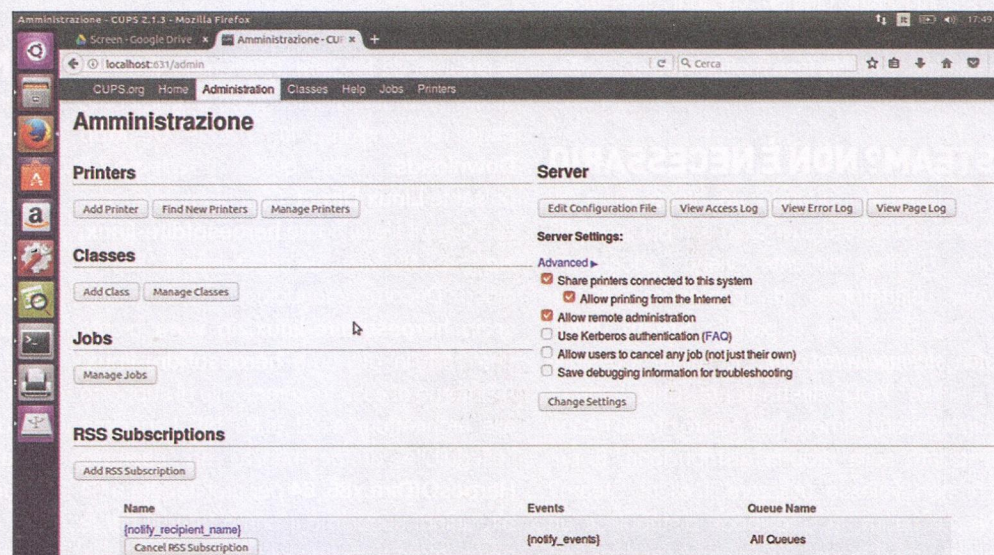 Amministrazione - CUPS 2.1.3 - Mozilla Firefox
17:49
Screen - Google Drive × Amministrazione - CUP × +
localhost:631/admin
Cerca
CUPS.org Home Administration Classes Help Jobs Printers
Amministrazione
Printers
Add Printer Find New Printers Manage Printers
Classes
Add Class Manage Classes
Jobs
Manage Jobs
Server
Edit Configuration File View Access Log View Error Log View Page Log
Server Settings:
Advanced ▸
Share printers connected to this system
Allow printing from the Internet
Allow remote administration
Use Kerberos authentication (FAQ)
Allow users to cancel any job (not just their own)
Save debugging information for troubleshooting
Change Settings
RSS Subscriptions
Add RSS Subscription
Name Events Queue Name
{notify_recipient_name} {notify_events} All Queues
Cancel RSS Subscription